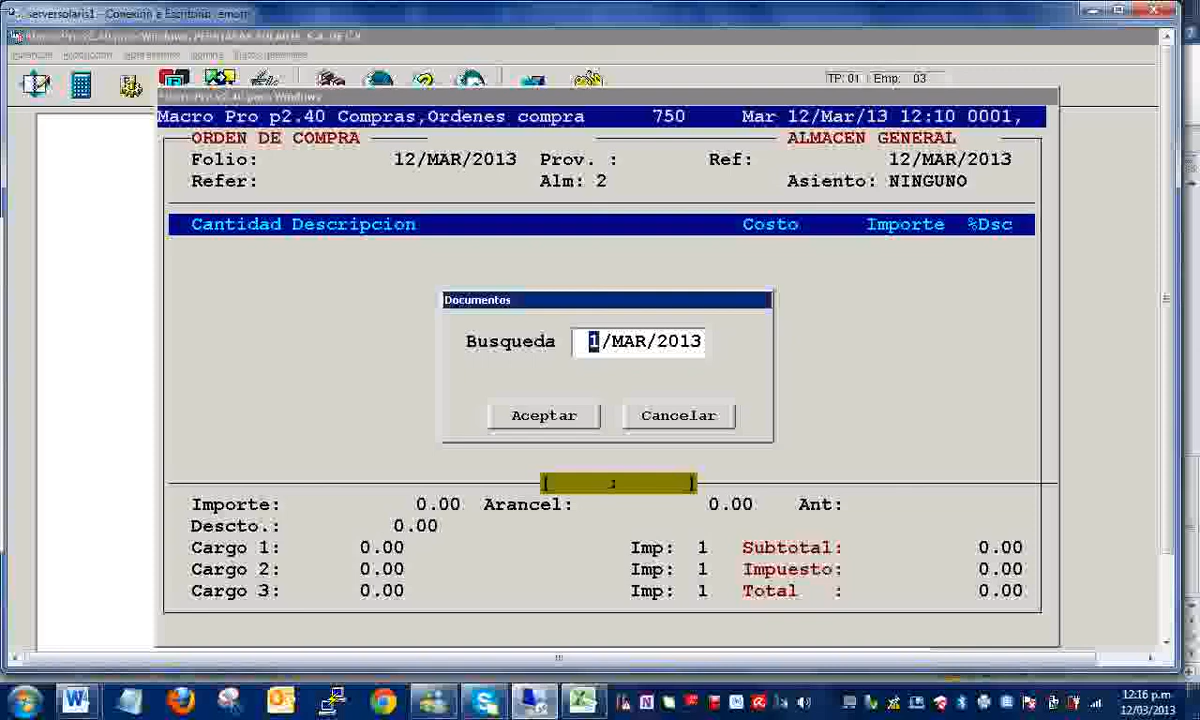 serversolaris1 - Conexión a Escritorio remoto
TP: 01 Emp: 03
Macro Pro p2.40 Compras,Ordenes compra 750 Mar 12/Mar/13 12:10 0001,
ORDEN DE COMPRA ALMACEN GENERAL
Folio: 12/MAR/2013 Prov. : Ref: 12/MAR/2013
Refer: Alm: 2 Asiento: NINGUNO
Cantidad Descripcion Costo Importe %Dsc
Documentos
Busqueda 1/MAR/2013
Aceptar Cancelar
[ : ]
Importe: 0.00 Arancel: 0.00 Ant:
Descto.: 0.00
Cargo 1: 0.00 Imp: 1 Subtotal: 0.00
Cargo 2: 0.00 Imp: 1 Impuesto: 0.00
Cargo 3: 0.00 Imp: 1 Total : 0.00
12:16 p.m.
12/03/2013